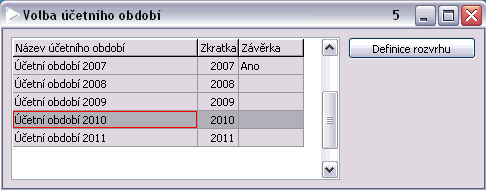 Volba účetního období 5
Název účetního období Zkratka Závěrka
Definice rozvrhu
Účetní období 2007 2007 Ano
Účetní období 2008 2008
Účetní období 2009 2009
Účetní období 2010 2010
Účetní období 2011 2011